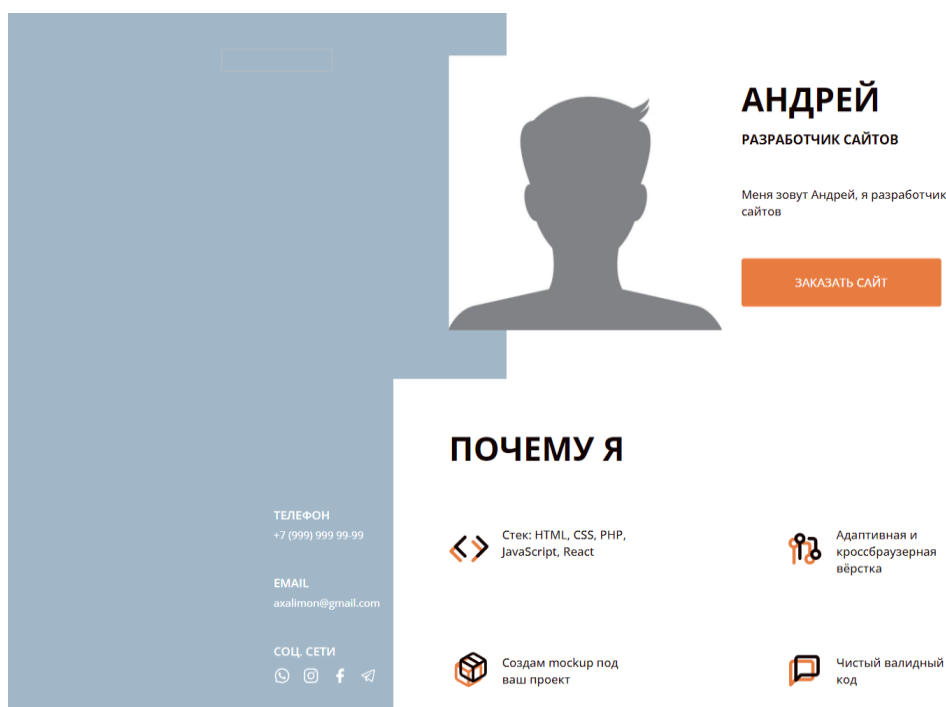 АНДРЕЙ
РАЗРАБОТЧИК САЙТОВ
Меня зовут Андрей, я разработчик
сайтов
ЗАКАЗАТЬ САЙТ
ПОЧЕМУ Я
Стек: HTML, CSS, PHP,
JavaScript, React
Адаптивная и
кроссбраузерная
вёрстка
Создам mockup под
ваш проект
Чистый валидный
код
ТЕЛЕФОН
+7 (999) 999 99-99
EMAIL
axalimon@gmail.com
СОЦ. СЕТИ